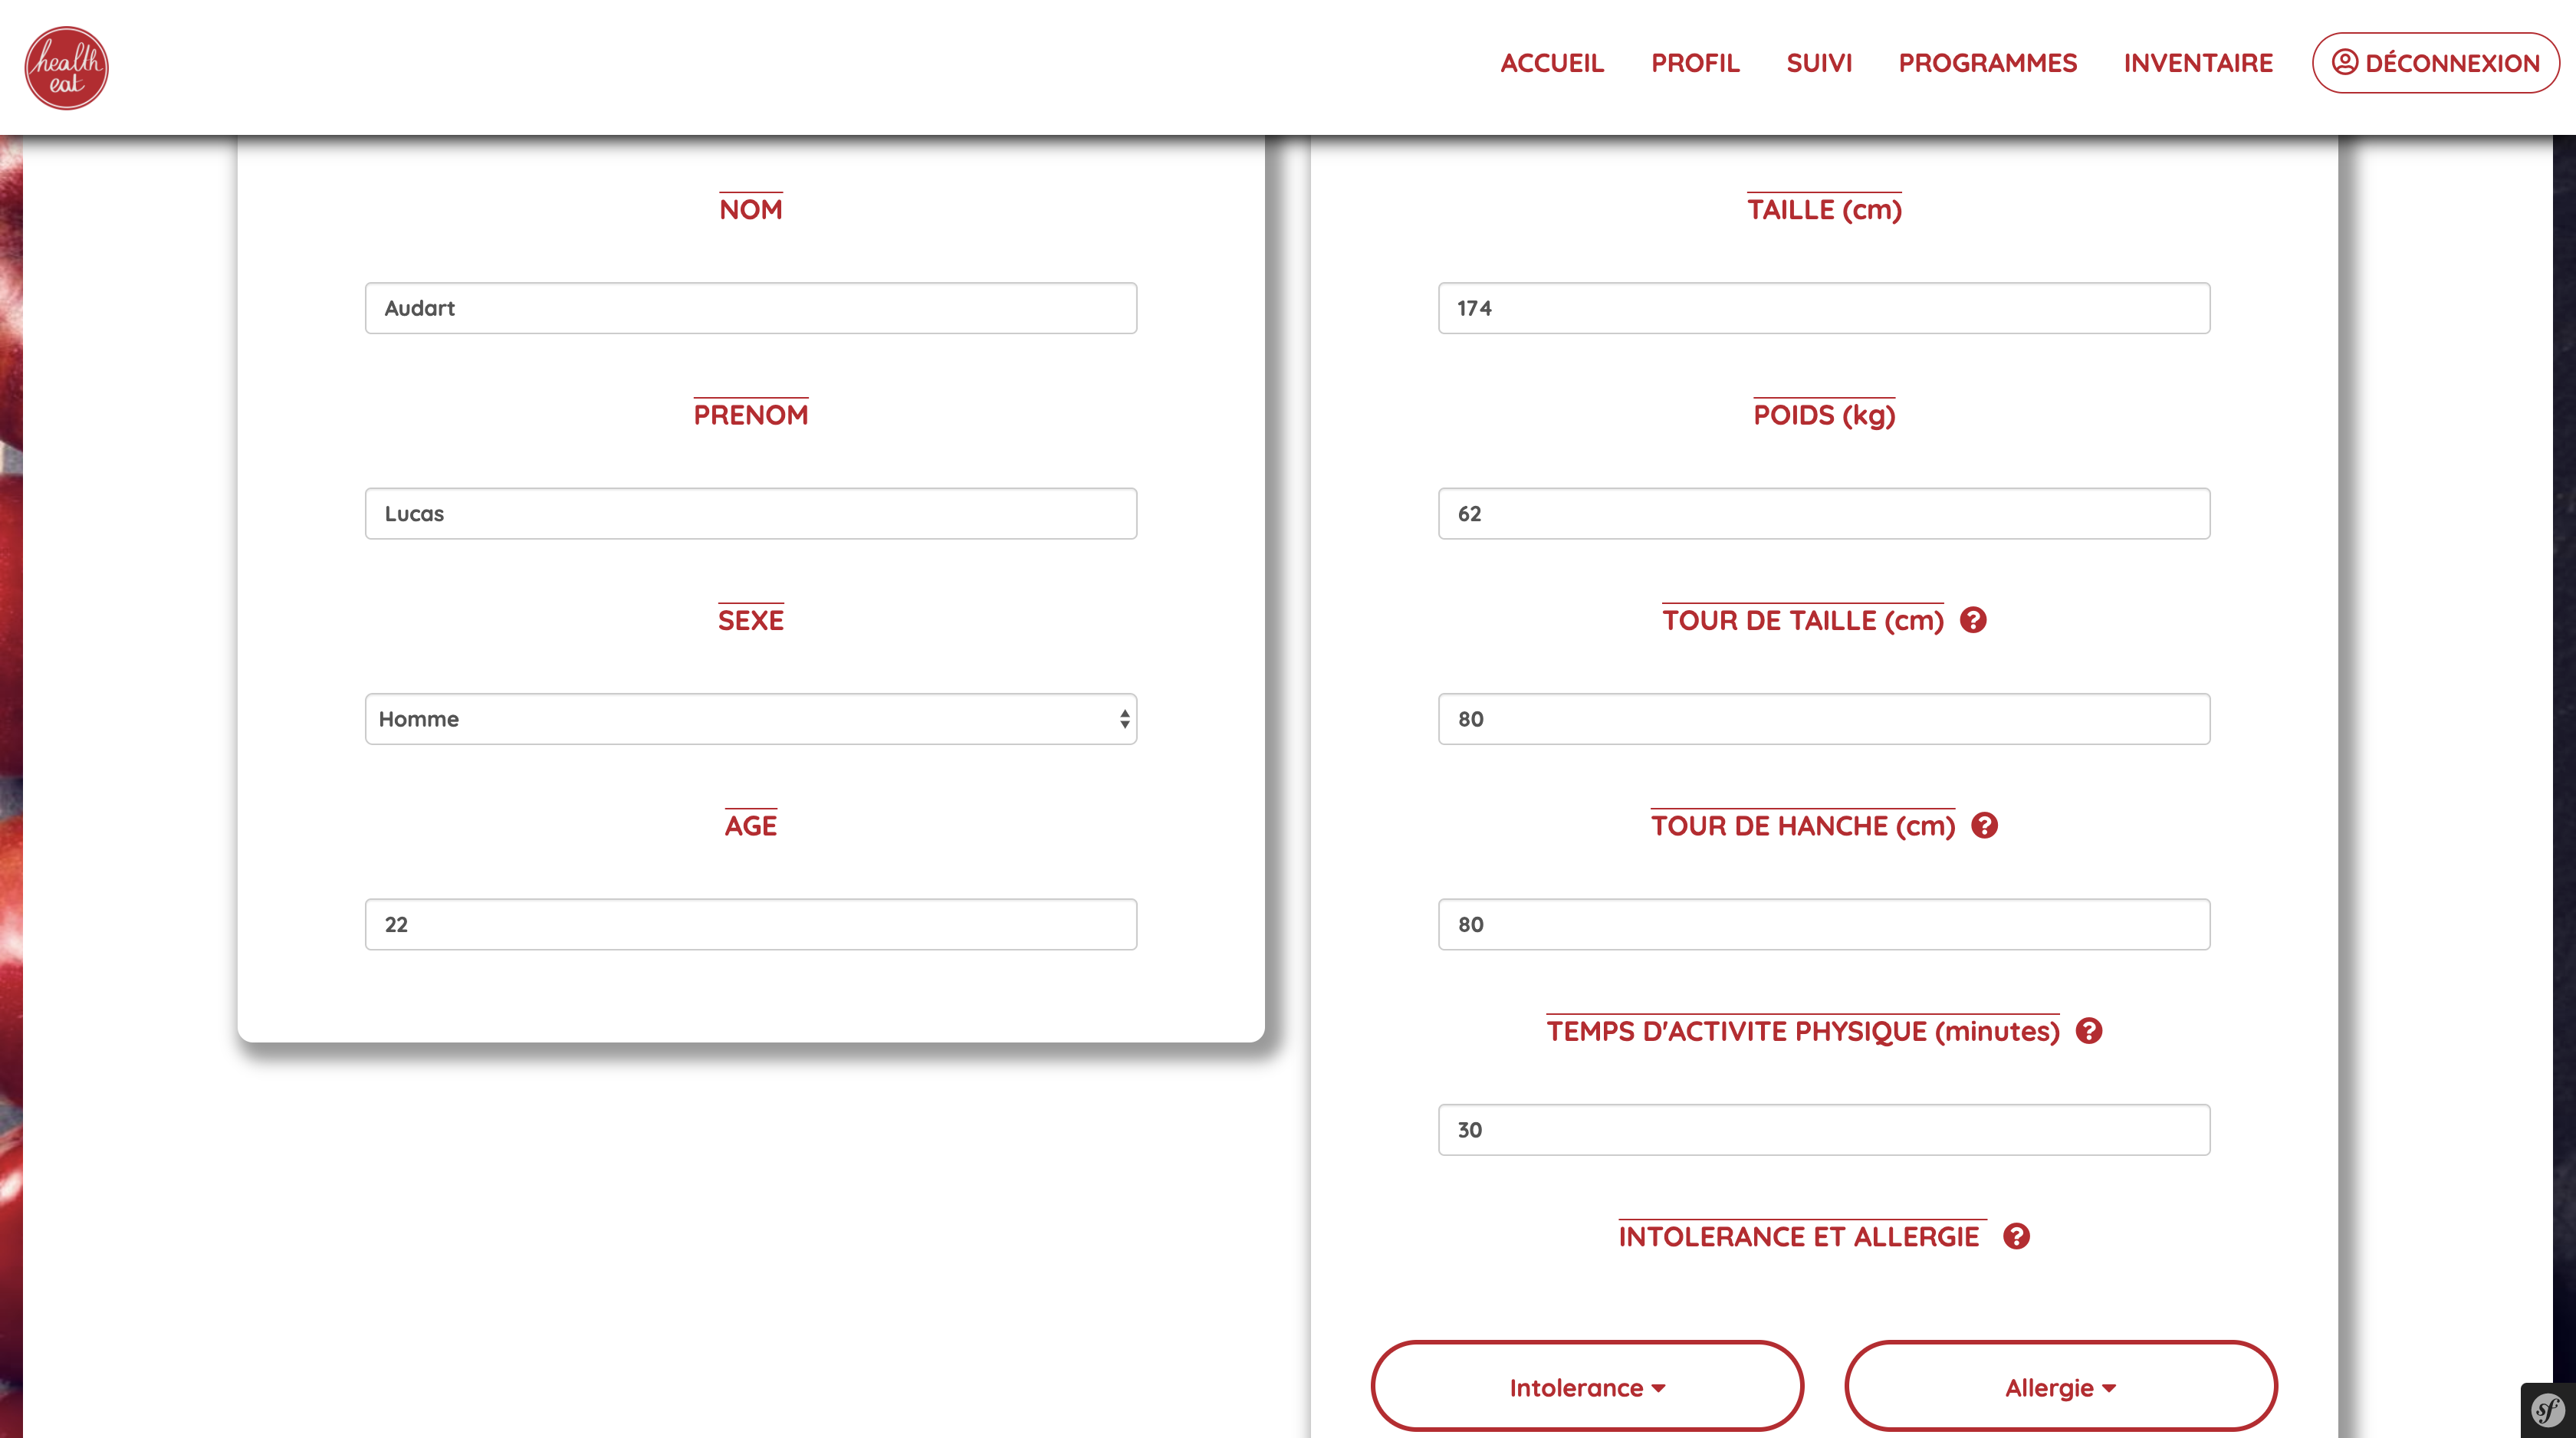 health
eat
ACCUEIL PROFIL SUIVI PROGRAMMES INVENTAIRE DÉCONNEXION
NOM
Audart
PRENOM
Lucas
SEXE
Homme
AGE
22
TAILLE (cm)
174
POIDS (kg)
62
TOUR DE TAILLE (cm) ?
80
TOUR DE HANCHE (cm) ?
80
TEMPS D'ACTIVITE PHYSIQUE (minutes) ?
30
INTOLERANCE ET ALLERGIE ?
Intolerance
Allergie
sf